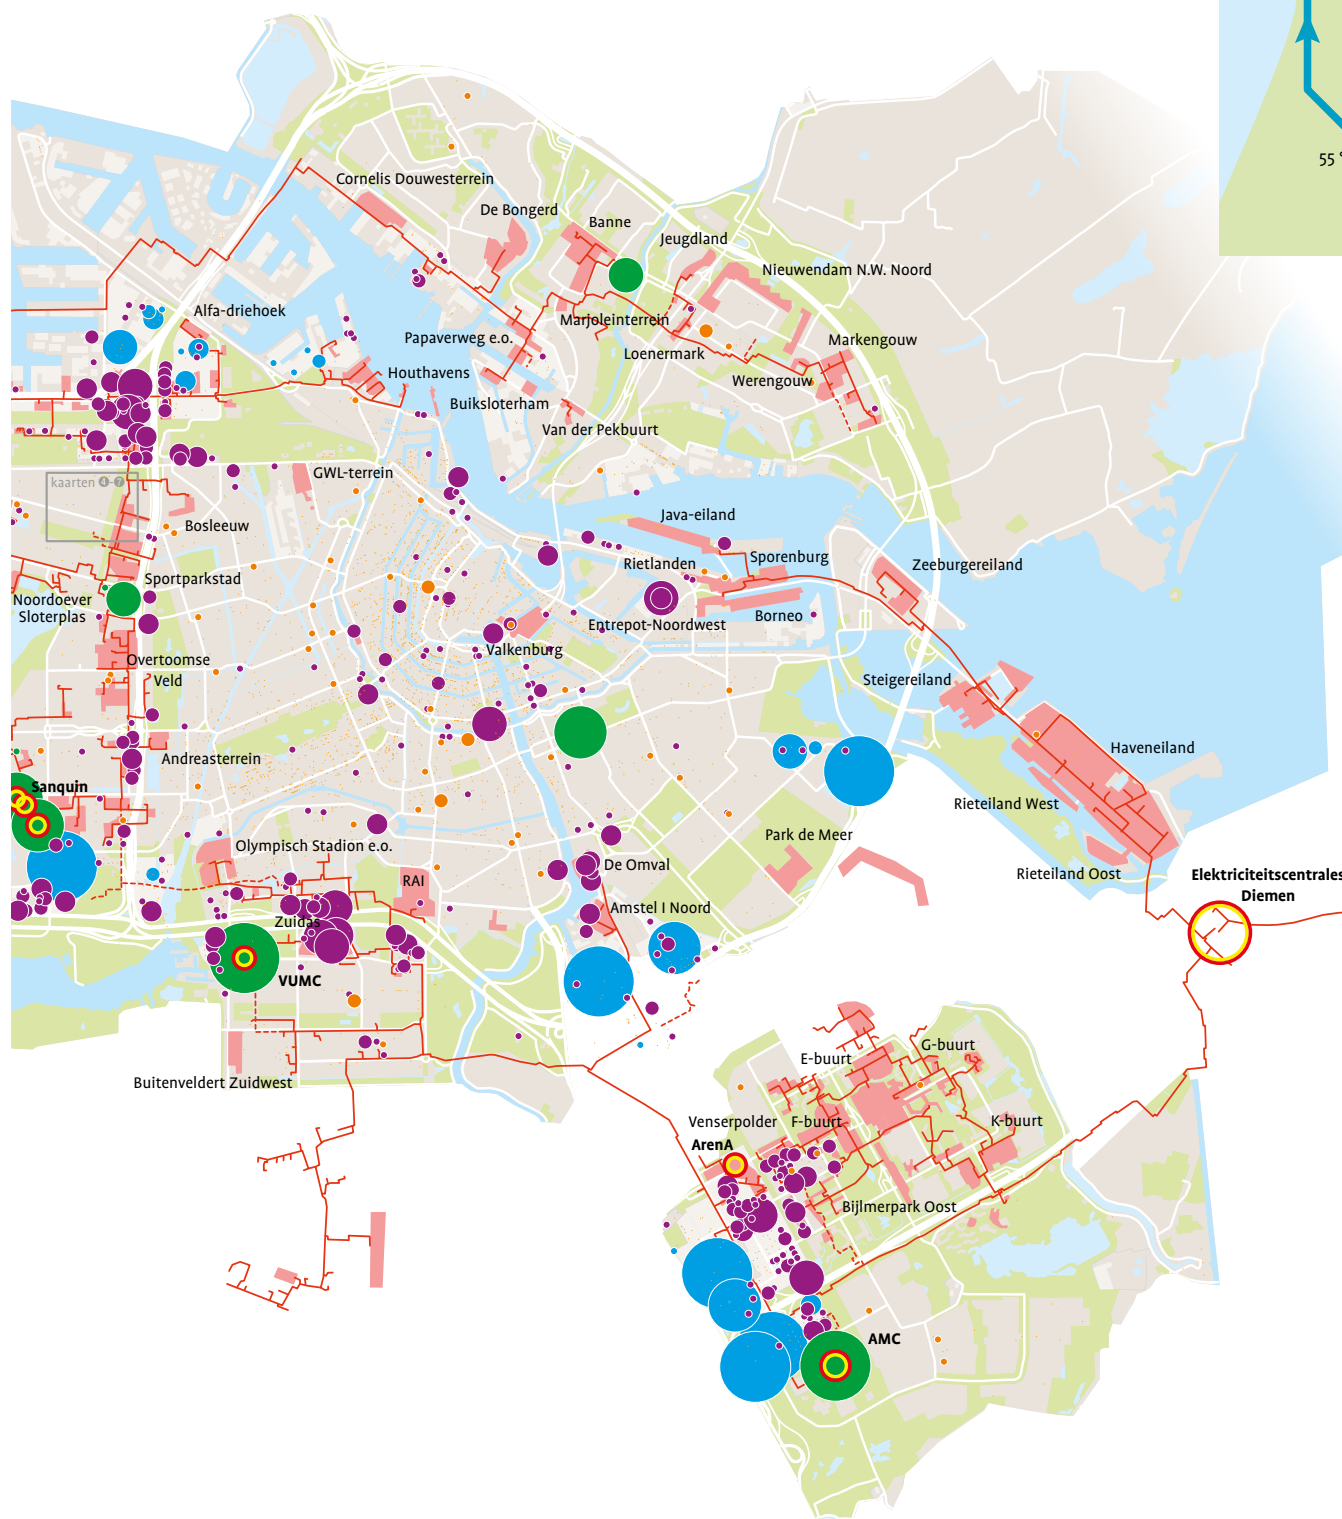 55 °
Cornelis Douwesterrein
De Bongerd
Banne
Jeugdland
Nieuwendam N.W. Noord
Alfa-driehoek
Marjoleinterrein
Papaverweg e.o.
Loenermark
Markengouw
Houthavens
Werengouw
Buiksloterham
Van der Pekbuurt
GWL-terrein
kaarten 4-7
Bosleeuw
Java-eiland
Sporenburg
Rietlanden
Zeeburgereiland
Sportparkstad
Noordoever
Sloterplas
Borneo
Entrepot-Noordwest
Valkenburg
Overtoomse
Veld
Steigereiland
Andreasterrein
Haveneiland
Sanquin
Rieteiland West
Park de Meer
Olympisch Stadion e.o.
De Omval
Rieteiland Oost
Elektriciteitscentrales
Diemen
RAI
Amstel I Noord
Zuidas
VUMC
E-buurt
G-buurt
Buitenveldert Zuidwest
Venserpolder
F-buurt
K-buurt
ArenA
Bijlmerpark Oost
AMC